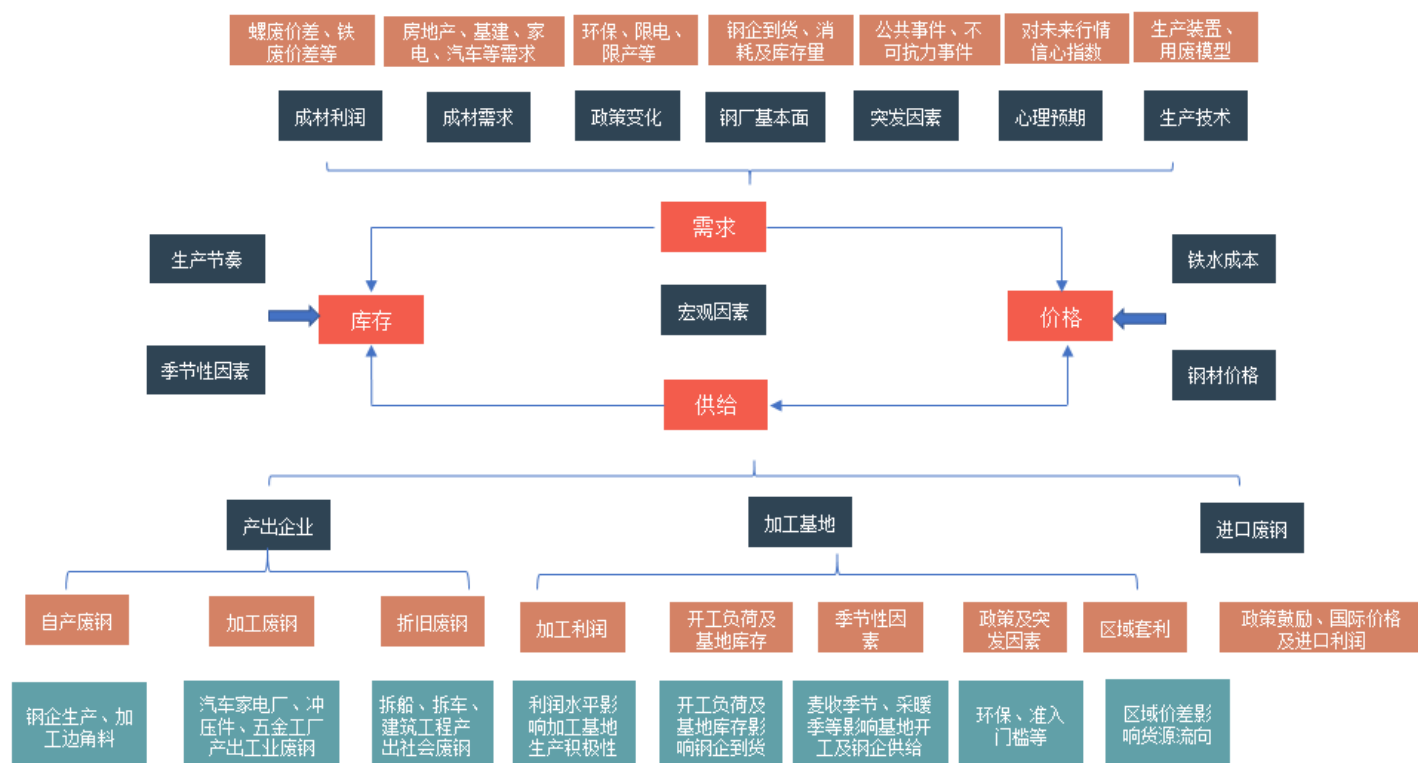 螺废价差、铁
废价差等
房地产、基建、家
电、汽车等需求
环保、限电、
限产等
钢企到货、消
耗及库存量
公共事件、不
可抗力事件
对未来行情
信心指数
生产装置、
用废模型
成材利润
成材需求
政策变化
钢厂基本面
突发因素
心理预期
生产技术
需求
生产节奏
铁水成本
库存
宏观因素
价格
季节性因素
钢材价格
供给
产出企业
加工基地
进口废钢
自产废钢
加工废钢
折旧废钢
加工利润
开工负荷及
基地库存
季节性因
素
政策及突
发因素
区域套利
政策鼓励、国际价格
及进口利润
钢企生产、加
工边角料
汽车家电厂、冲
压件、五金工厂
产出工业废钢
拆船、拆车、
建筑工程产
出社会废钢
利润水平影
响加工基地
生产积极性
开工负荷及
基地库存影
响钢企到货
麦收季节、采暖
季等影响基地开
工及钢企供给
环保、准入
门槛等
区域价差影
响货源流向